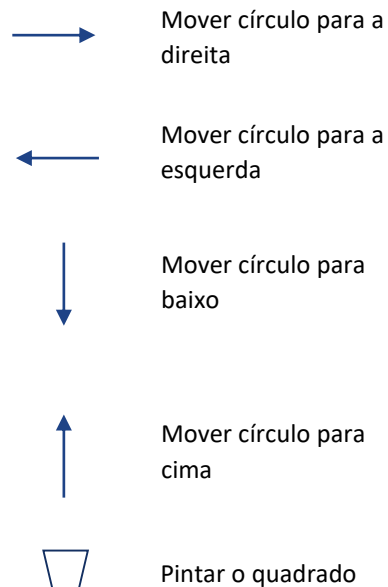 Mover círculo para a
direita
Mover círculo para a
esquerda
Mover círculo para
baixo
Mover círculo para
cima
Pintar o quadrado